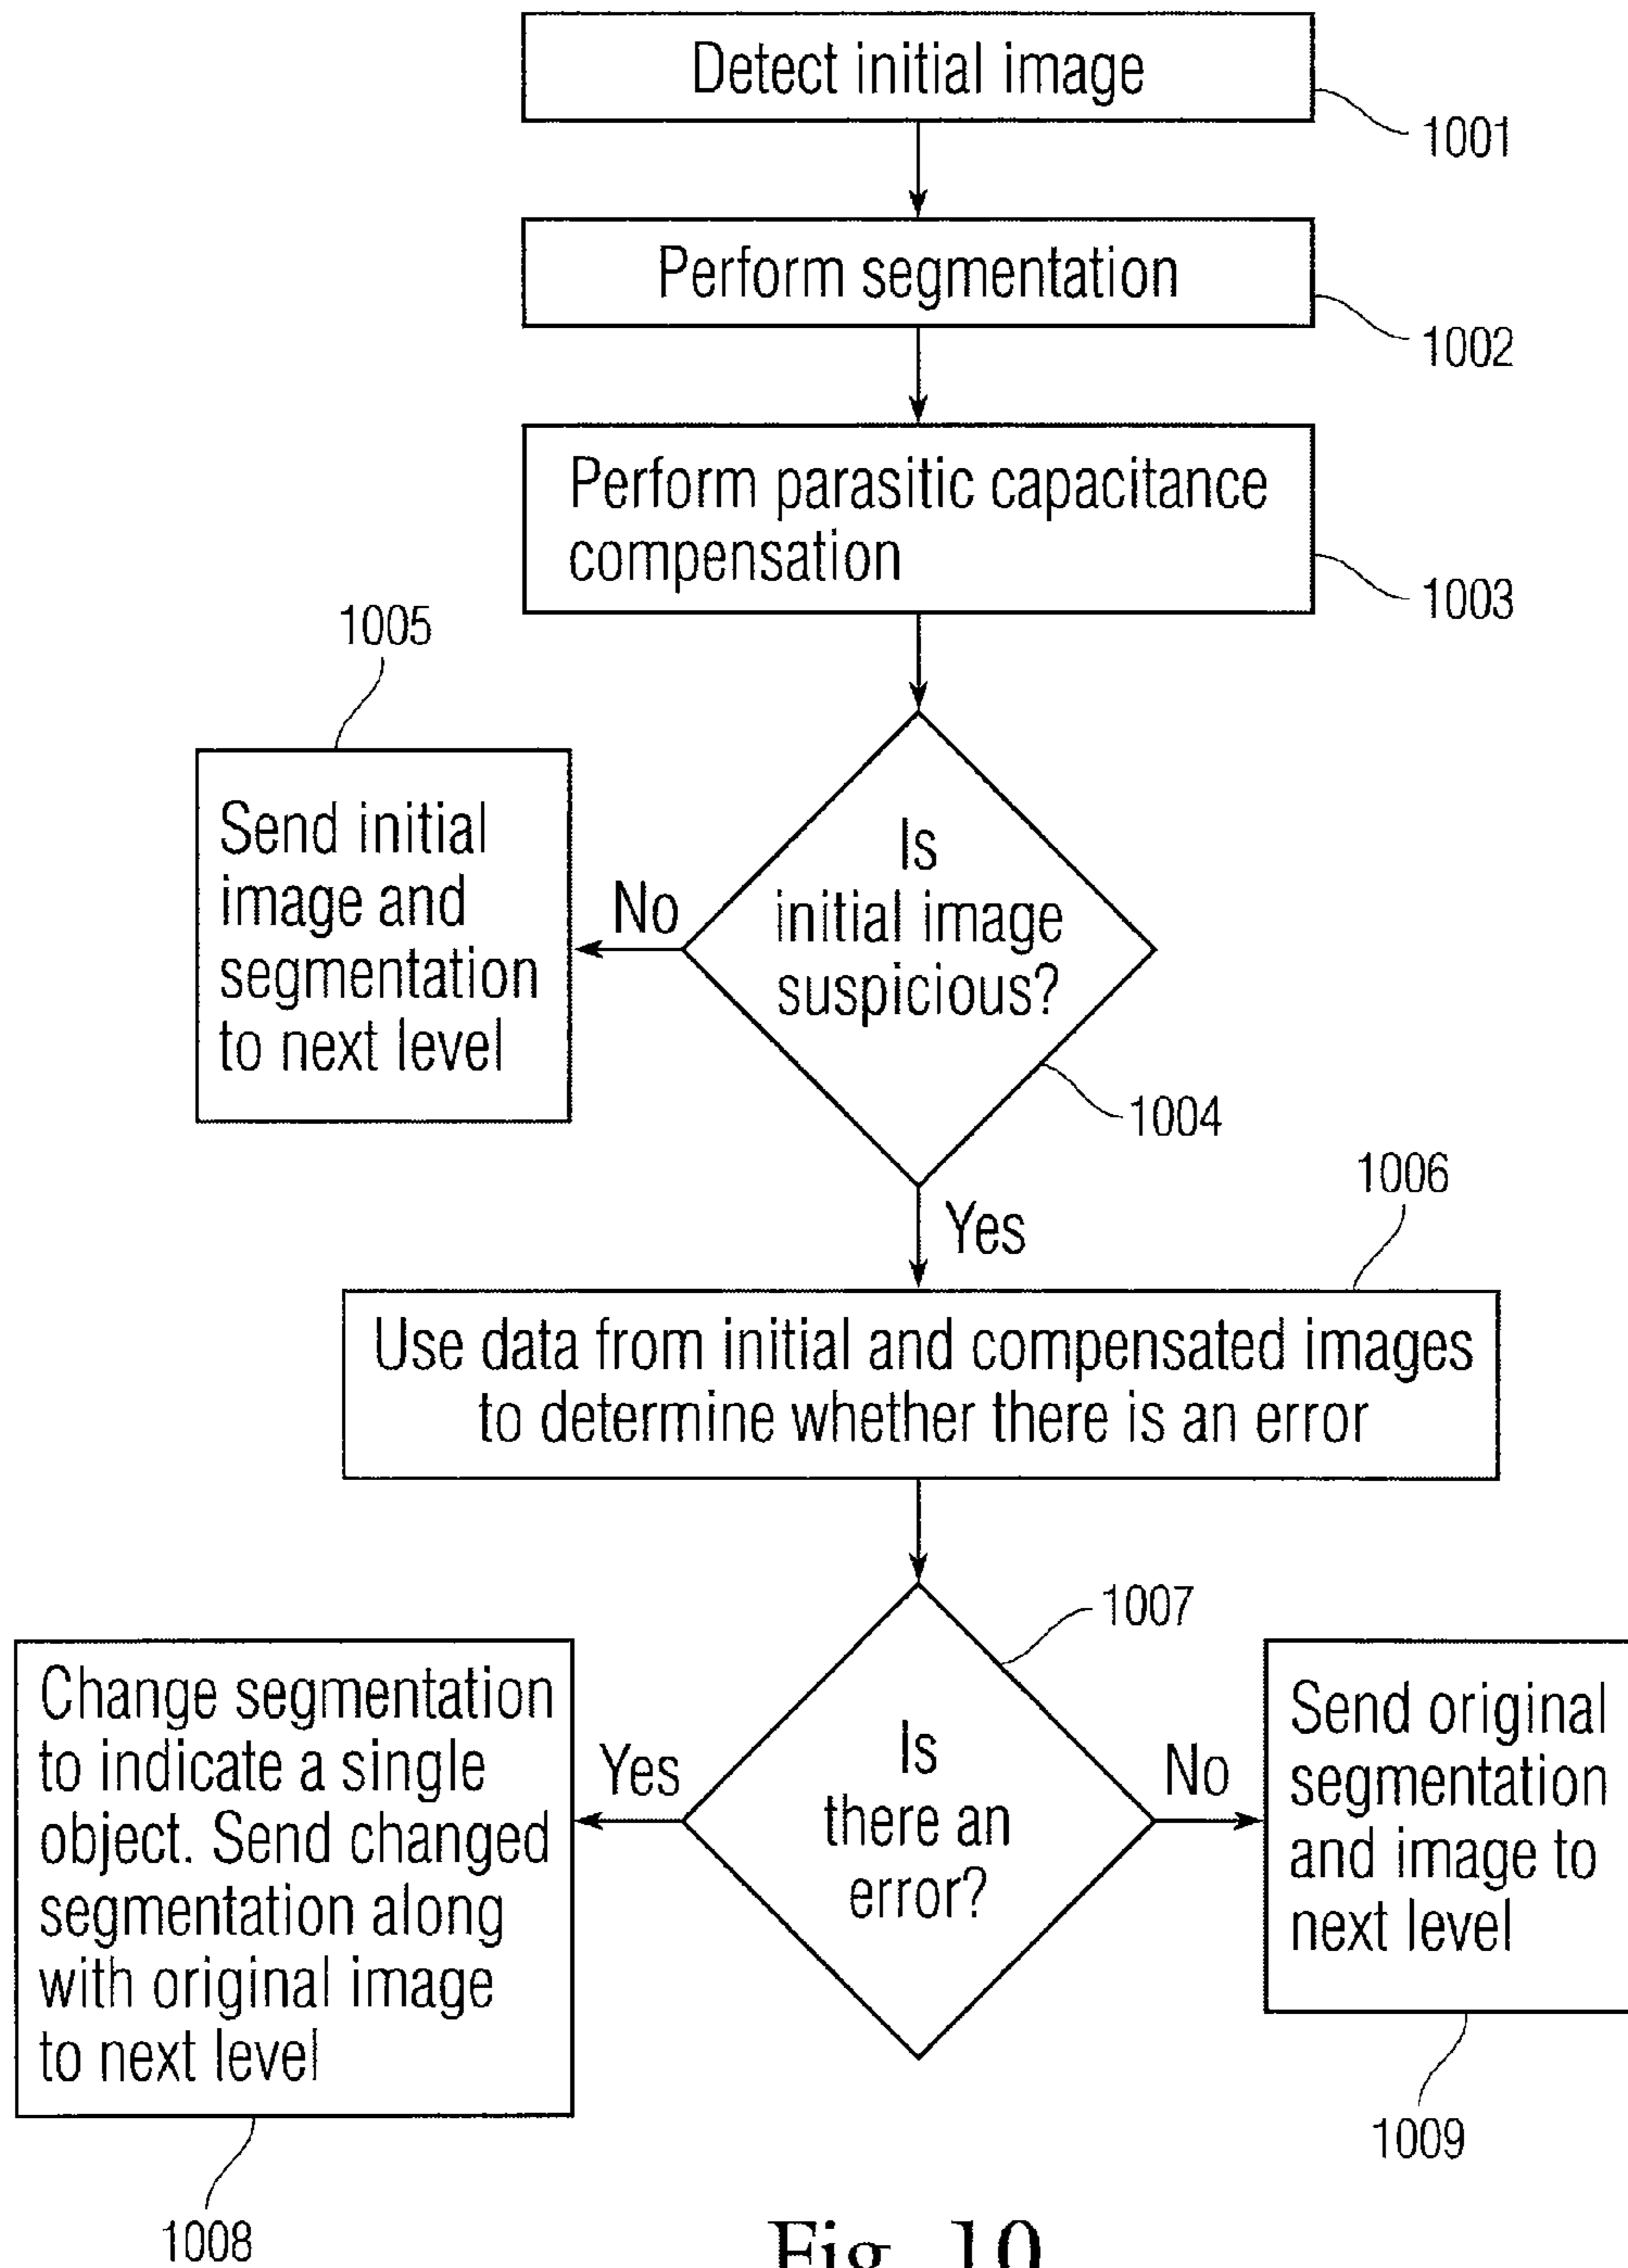 Detect initial image
1001
Perform segmentation
1002
Perform parasitic capacitance
compensation
1003
1005
Send initial
image and
segmentation
to next level
No
Is
initial image
suspicious?
1004
Yes
1006
Use data from initial and compensated images
to determine whether there is an error
1007
Change segmentation
to indicate a single
object. Send changed
segmentation along
with original image
to next level
Yes
Is
there an
error?
No
Send original
segmentation
and image to
next level
1009
1008
Fig. 10